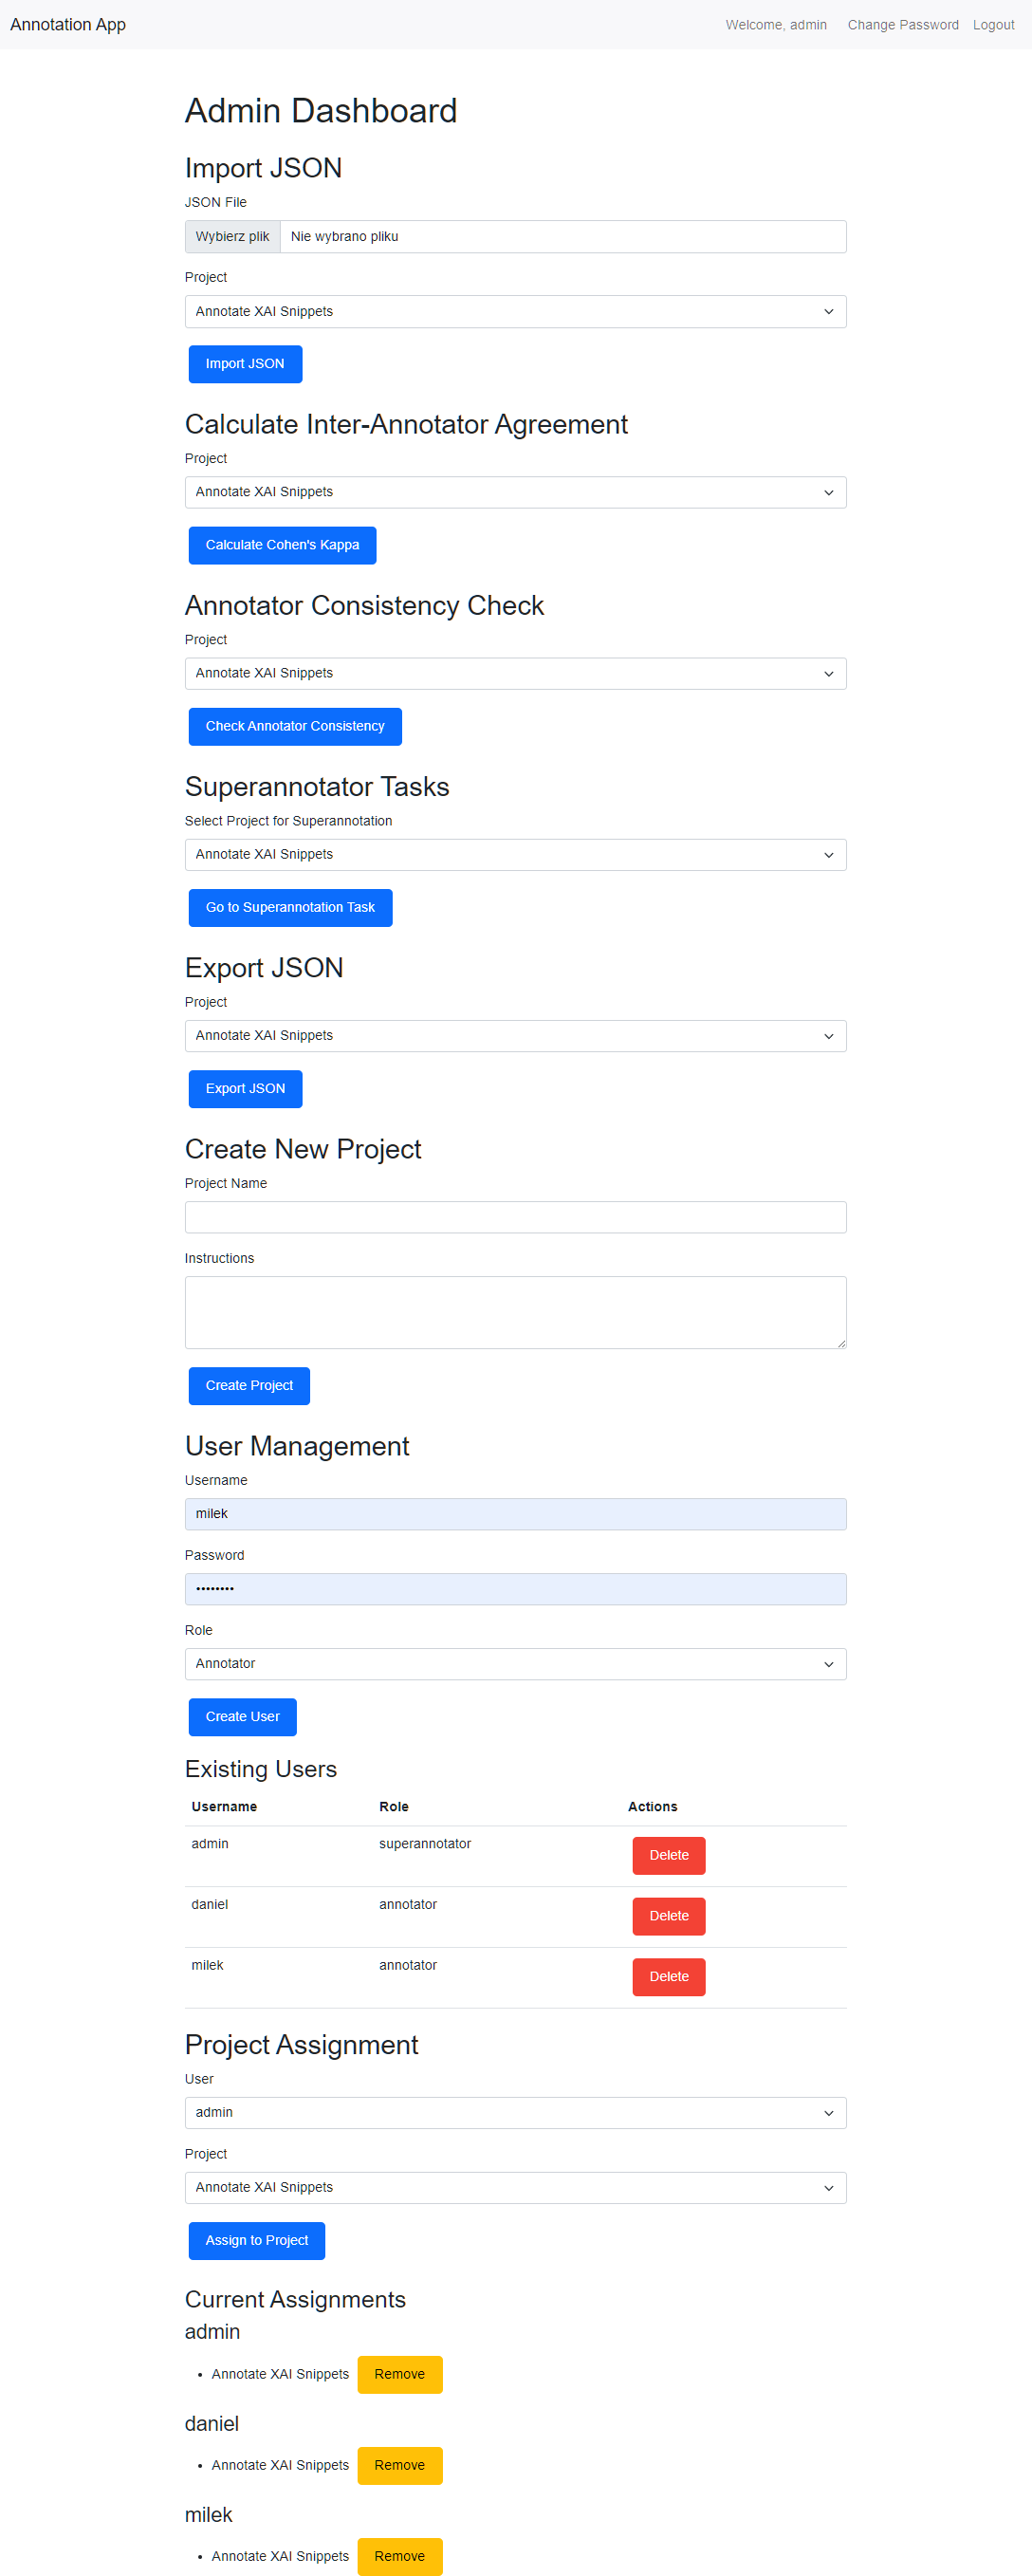 Annotation App
Welcome, admin
Change Password
Logout
Admin Dashboard
Import JSON
JSON File
Wybierz plik
Nie wybrano pliku
Project
Annotate XAI Snippets
Import JSON
Calculate Inter-Annotator Agreement
Project
Annotate XAI Snippets
Calculate Cohen's Kappa
Annotator Consistency Check
Project
Annotate XAI Snippets
Check Annotator Consistency
Superannotator Tasks
Select Project for Superannotation
Annotate XAI Snippets
Go to Superannotation Task
Export JSON
Project
Annotate XAI Snippets
Export JSON
Create New Project
Project Name
Instructions
Create Project
User Management
Username
milek
Password
••••••••
Role
Annotator
Create User
Existing Users
Username Role Actions
admin superannotator Delete
daniel annotator Delete
milek annotator Delete
Project Assignment
User
admin
Project
Annotate XAI Snippets
Assign to Project
Current Assignments
admin
• Annotate XAI Snippets Remove
daniel
• Annotate XAI Snippets Remove
milek
• Annotate XAI Snippets Remove